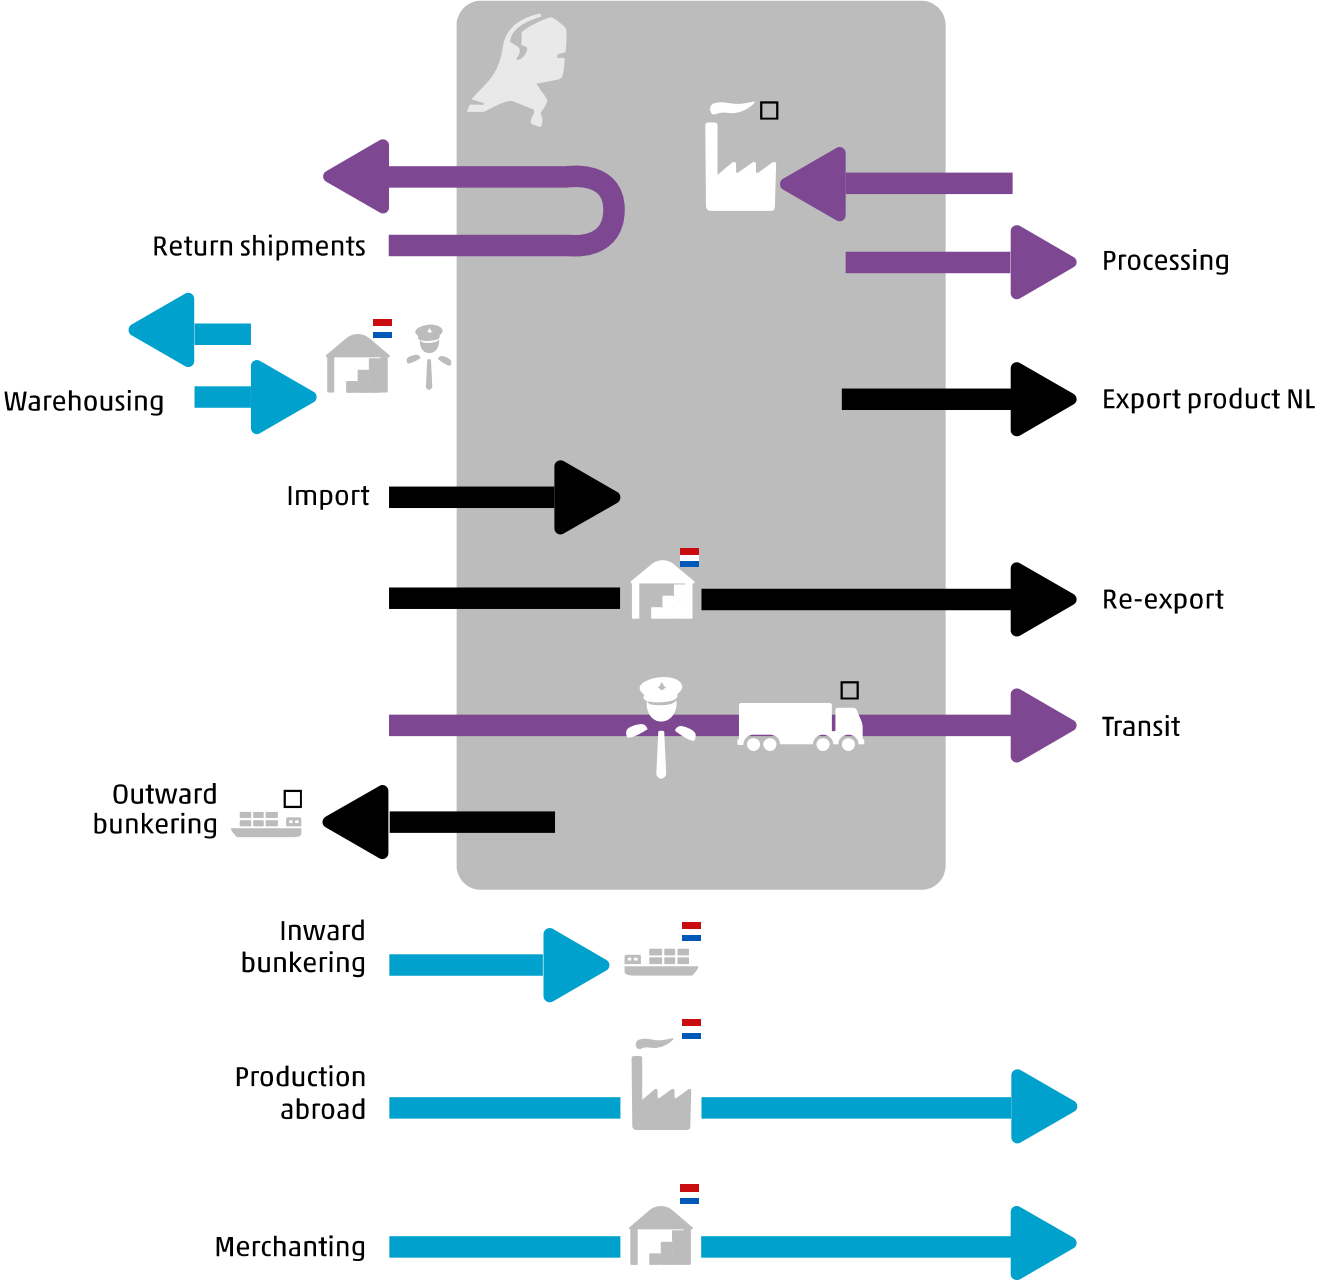 Return shipments
Processing
Warehousing
Export product NL
Import
Re-export
Transit
Outward
bunkering
Inward
bunkering
Production
abroad
Merchanting